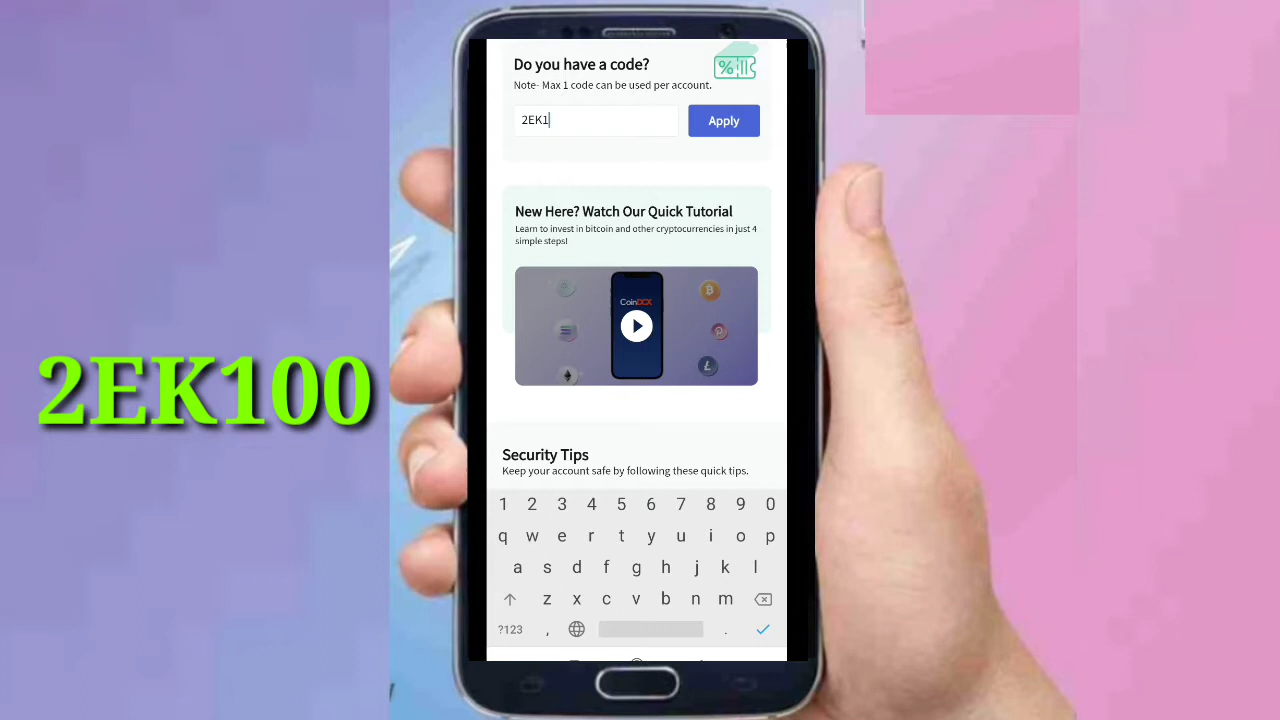 2EK100
Do you have a code?
Note- Max 1 code can be used per account.
2EK1
Apply
New Here? Watch Our Quick Tutorial
Learn to invest in bitcoin and other cryptocurrencies in just 4
simple steps!
CoinDCX
Security Tips
Keep your account safe by following these quick tips.
1 2 3 4 5 6 7 8 9 0
q w e r t y u i o p
a s d f g h j k l
z x c v b n m
?123 , .